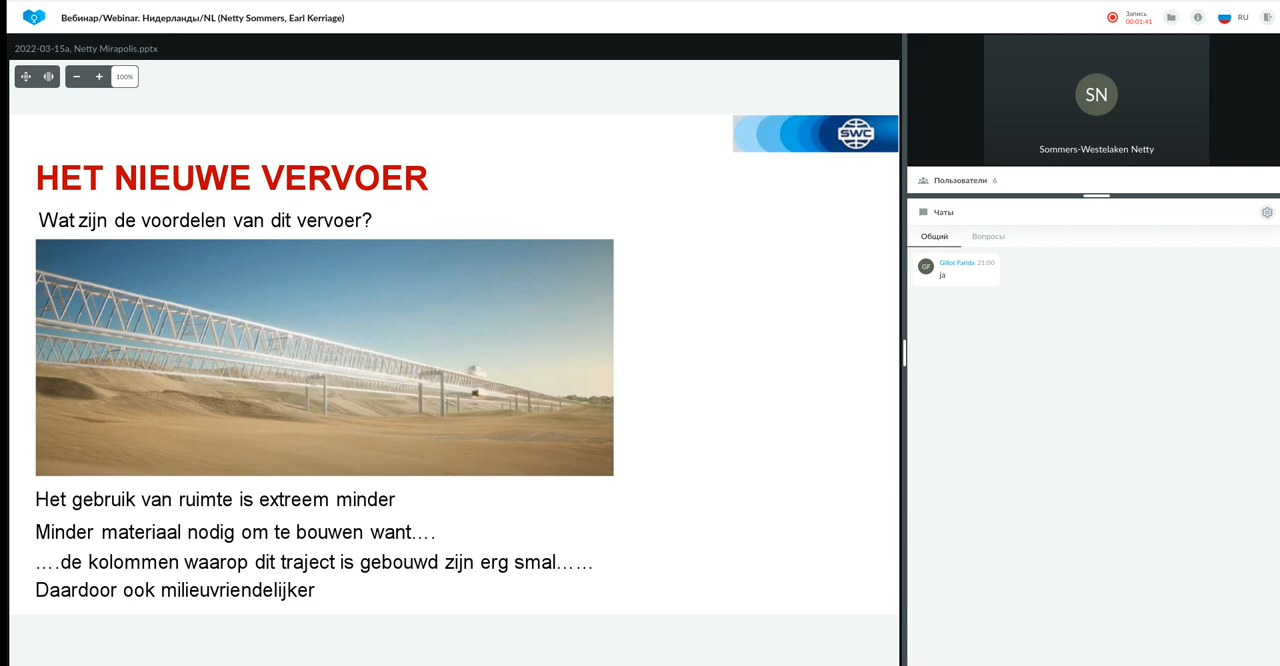 Вебинар/Webinar. Нидерланды/NL (Netty Sommers, Earl Kerriage)
Запись
00:01:41
RU
2022-03-15a, Netty Mirapolis.pptx
100%
SWC
HET NIEUWE VERVOER
Wat zijn de voordelen van dit vervoer?
Het gebruik van ruimte is extreem minder
Minder materiaal nodig om te bouwen want....
....de kolommen waarop dit traject is gebouwd zijn erg smal......
Daardoor ook milieuvriendelijker
SN
Sommers-Westelaken Netty
Пользователи 6
Чаты
Общий Вопросы
GF Gillot Farida 21:00
ja